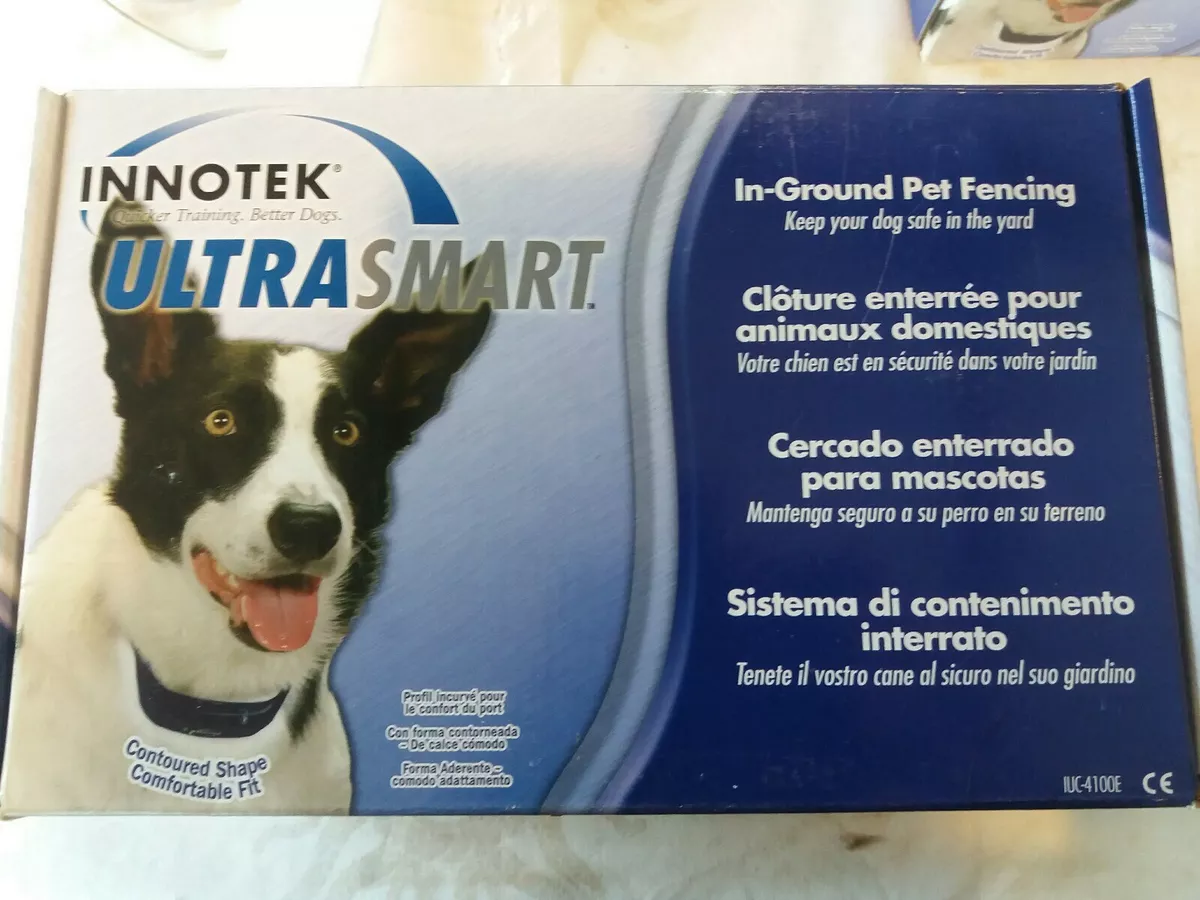 INNOTEK®
Quicker Training. Better Dogs.
ULTRASMART™
In-Ground Pet Fencing
Keep your dog safe in the yard
Clôture enterrée pour
animaux domestiques
Votre chien est en sécurité dans votre jardin
Cercado enterrado
para mascotas
Mantenga seguro a su perro en su terreno
Sistema di contenimento
interrato
Tenete il vostro cane al sicuro nel suo giardino
Contoured Shape
Comfortable Fit
Profil incurvé pour
le confort du port
Con forma contorneada
– De calce cómodo
Forma Aderente –
comodo adattamento
IUC-4100E CE